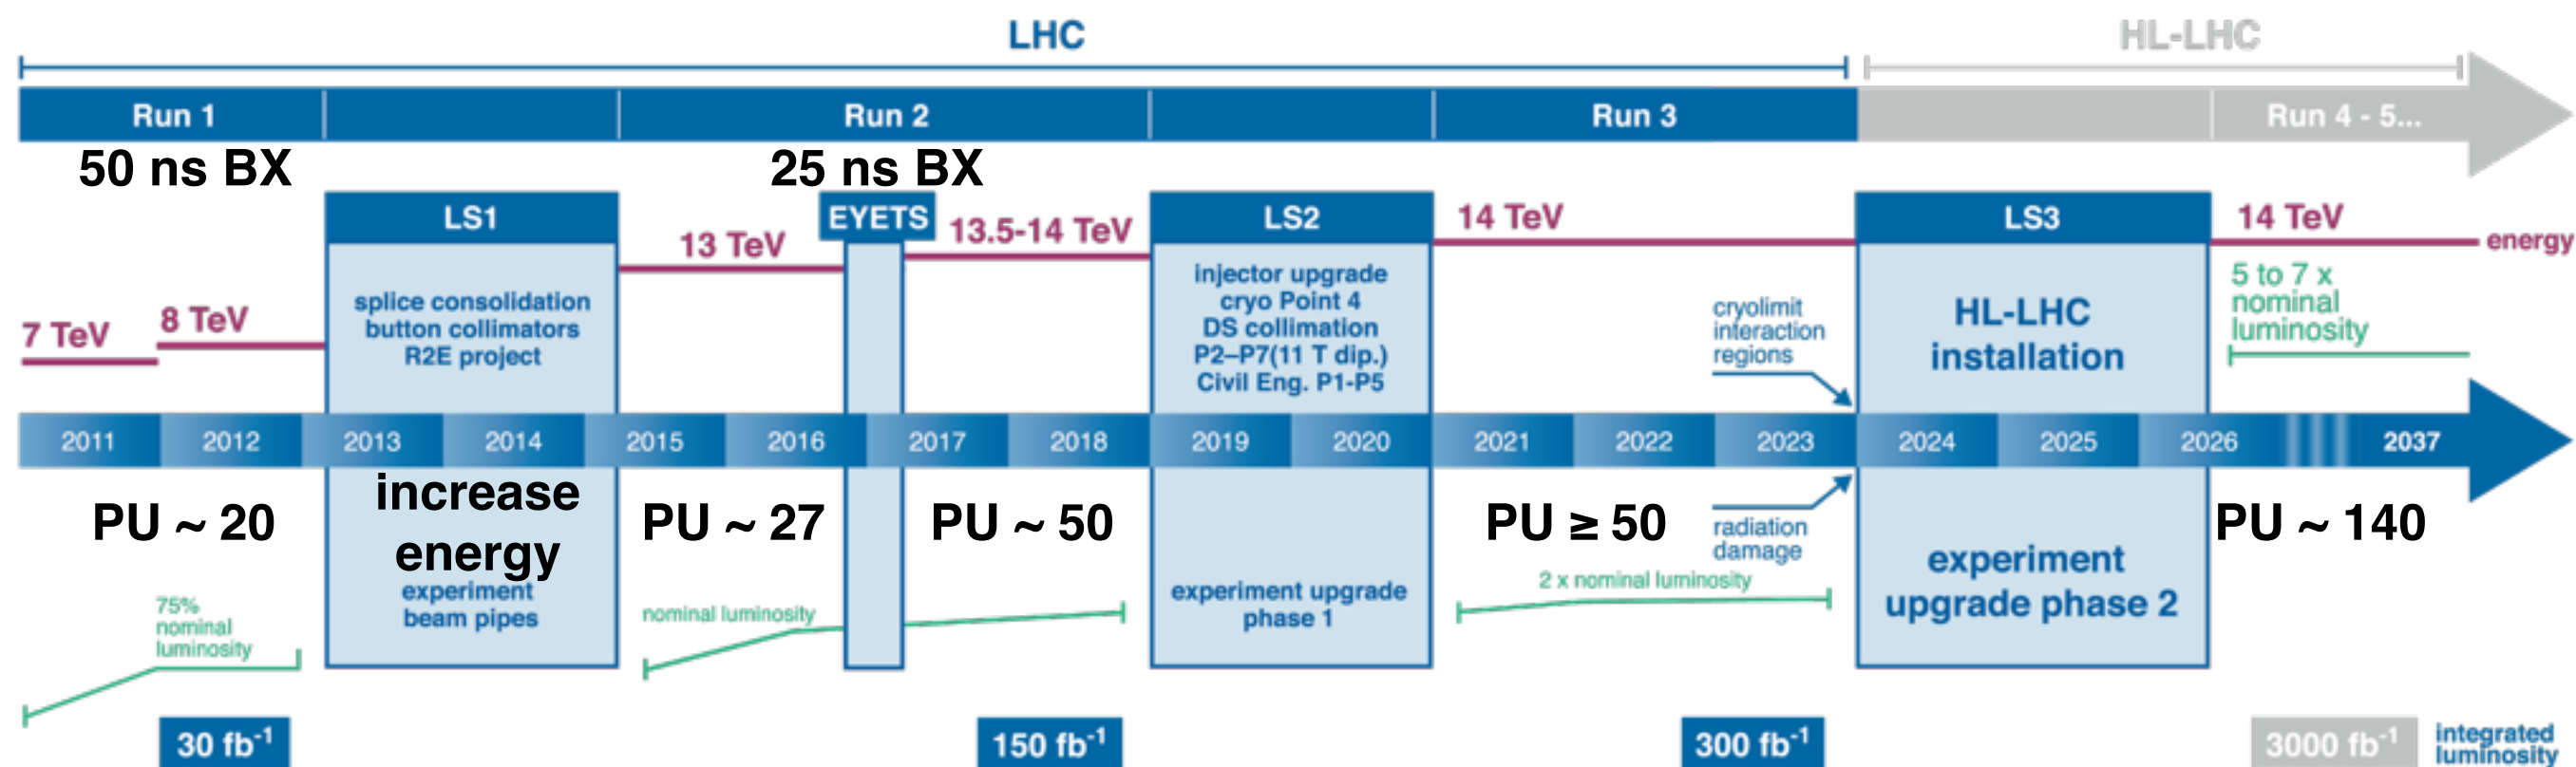 LHC
HL-LHC
Run 1
Run 2
Run 3
Run 4 - 5...
50 ns BX
25 ns BX
LS1
EYETS
LS2
LS3
7 TeV
8 TeV
13 TeV
13.5-14 TeV
14 TeV
14 TeV
energy
splice consolidation
button collimators
R2E project
injector upgrade
cryo Point 4
DS collimation
P2–P7(11 T dip.)
Civil Eng. P1-P5
cryolimit
interaction
regions
HL-LHC
installation
5 to 7 x
nominal
luminosity
2011
2012
2013
2014
2015
2016
2017
2018
2019
2020
2021
2022
2023
2024
2025
2026
2037
PU ~ 20
increase
energy
PU ~ 27
PU ~ 50
PU ≥ 50
radiation
damage
PU ~ 140
75%
nominal
luminosity
experiment
beam pipes
nominal luminosity
experiment upgrade
phase 1
2 x nominal luminosity
experiment
upgrade phase 2
30 fb⁻¹
150 fb⁻¹
300 fb⁻¹
3000 fb⁻¹
integrated
luminosity